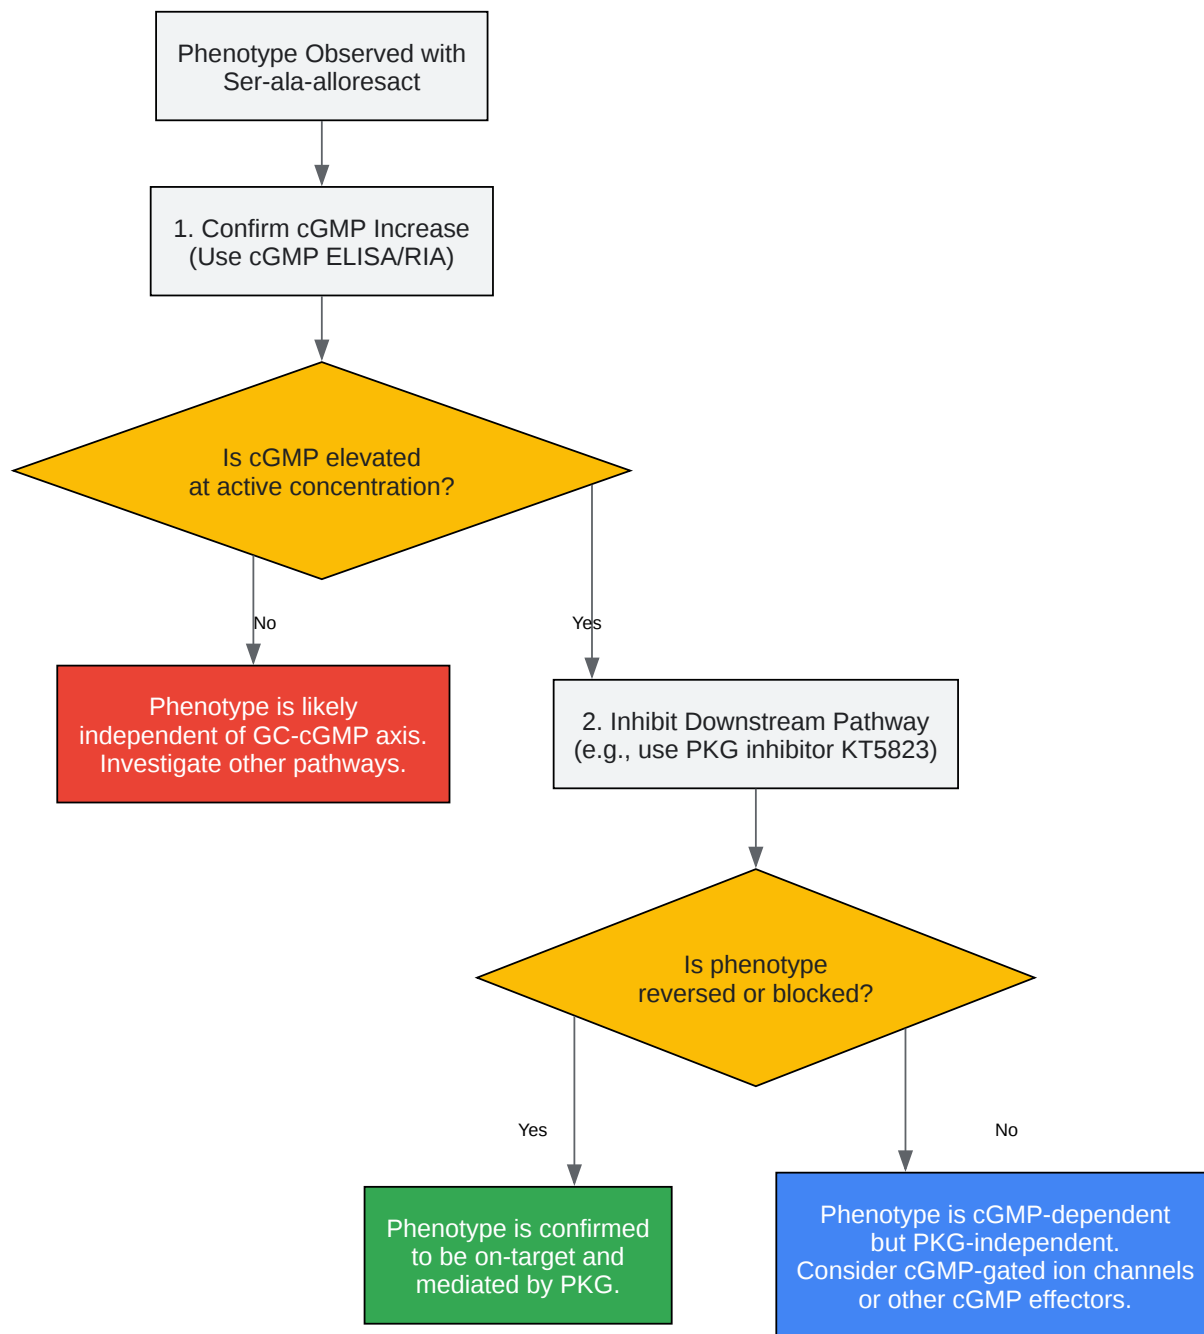 Phenotype Observed with
Ser-ala-alloresact
1. Confirm cGMP Increase
(Use cGMP ELISA/RIA)
Is cGMP elevated
at active concentration?
No
Yes
Phenotype is likely
independent of GC-cGMP axis.
Investigate other pathways.
2. Inhibit Downstream Pathway
(e.g., use PKG inhibitor KT5823)
Is phenotype
reversed or blocked?
Yes
No
Phenotype is confirmed
to be on-target and
mediated by PKG.
Phenotype is cGMP-dependent
but PKG-independent.
Consider cGMP-gated ion channels
or other cGMP effectors.